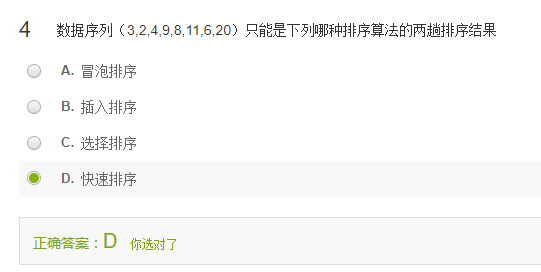 4 数据序列（3,2,4,9,8,11,6,20）只能是下列哪种排序算法的两趟排序结果
A. 冒泡排序
B. 插入排序
C. 选择排序
D. 快速排序
正确答案：D 你选对了